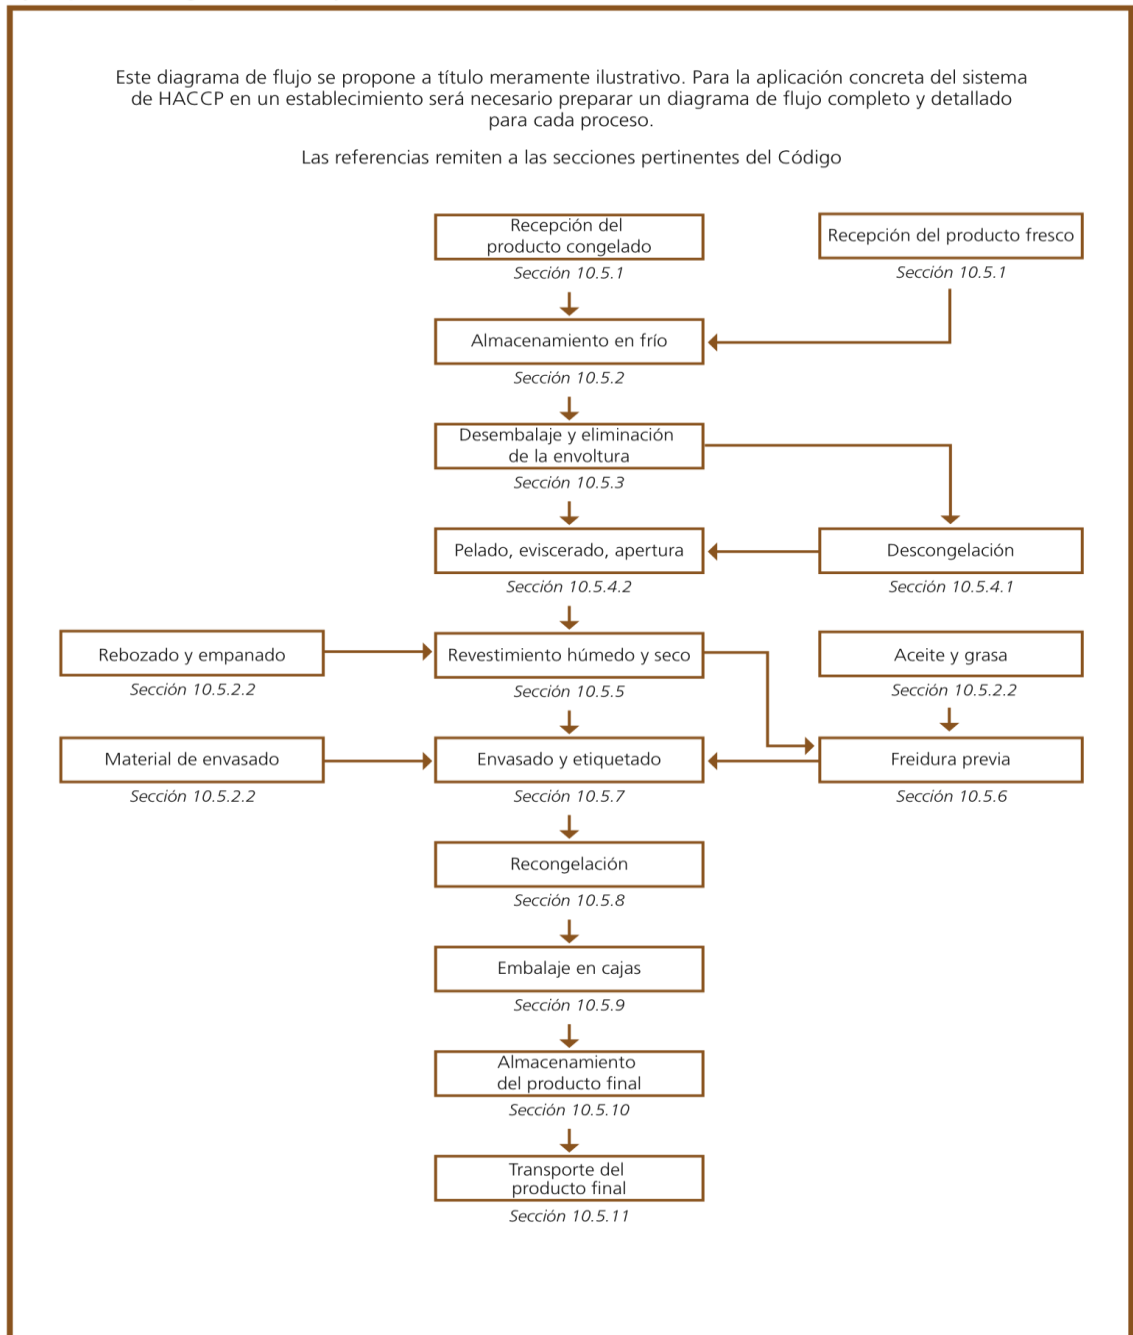 Este diagrama de flujo se propone a título meramente ilustrativo. Para la aplicación concreta del sistema
de HACCP en un establecimiento será necesario preparar un diagrama de flujo completo y detallado
para cada proceso.
Las referencias remiten a las secciones pertinentes del Código
Recepción del
producto congelado
Sección 10.5.1
Recepción del producto fresco
Sección 10.5.1
Almacenamiento en frío
Sección 10.5.2
Desembalaje y eliminación
de la envoltura
Sección 10.5.3
Pelado, eviscerado, apertura
Sección 10.5.4.2
Descongelación
Sección 10.5.4.1
Rebozado y empanado
Sección 10.5.2.2
Revestimiento húmedo y seco
Sección 10.5.5
Aceite y grasa
Sección 10.5.2.2
Material de envasado
Sección 10.5.2.2
Envasado y etiquetado
Sección 10.5.7
Freidura previa
Sección 10.5.6
Recongelación
Sección 10.5.8
Embalaje en cajas
Sección 10.5.9
Almacenamiento
del producto final
Sección 10.5.10
Transporte del
producto final
Sección 10.5.11